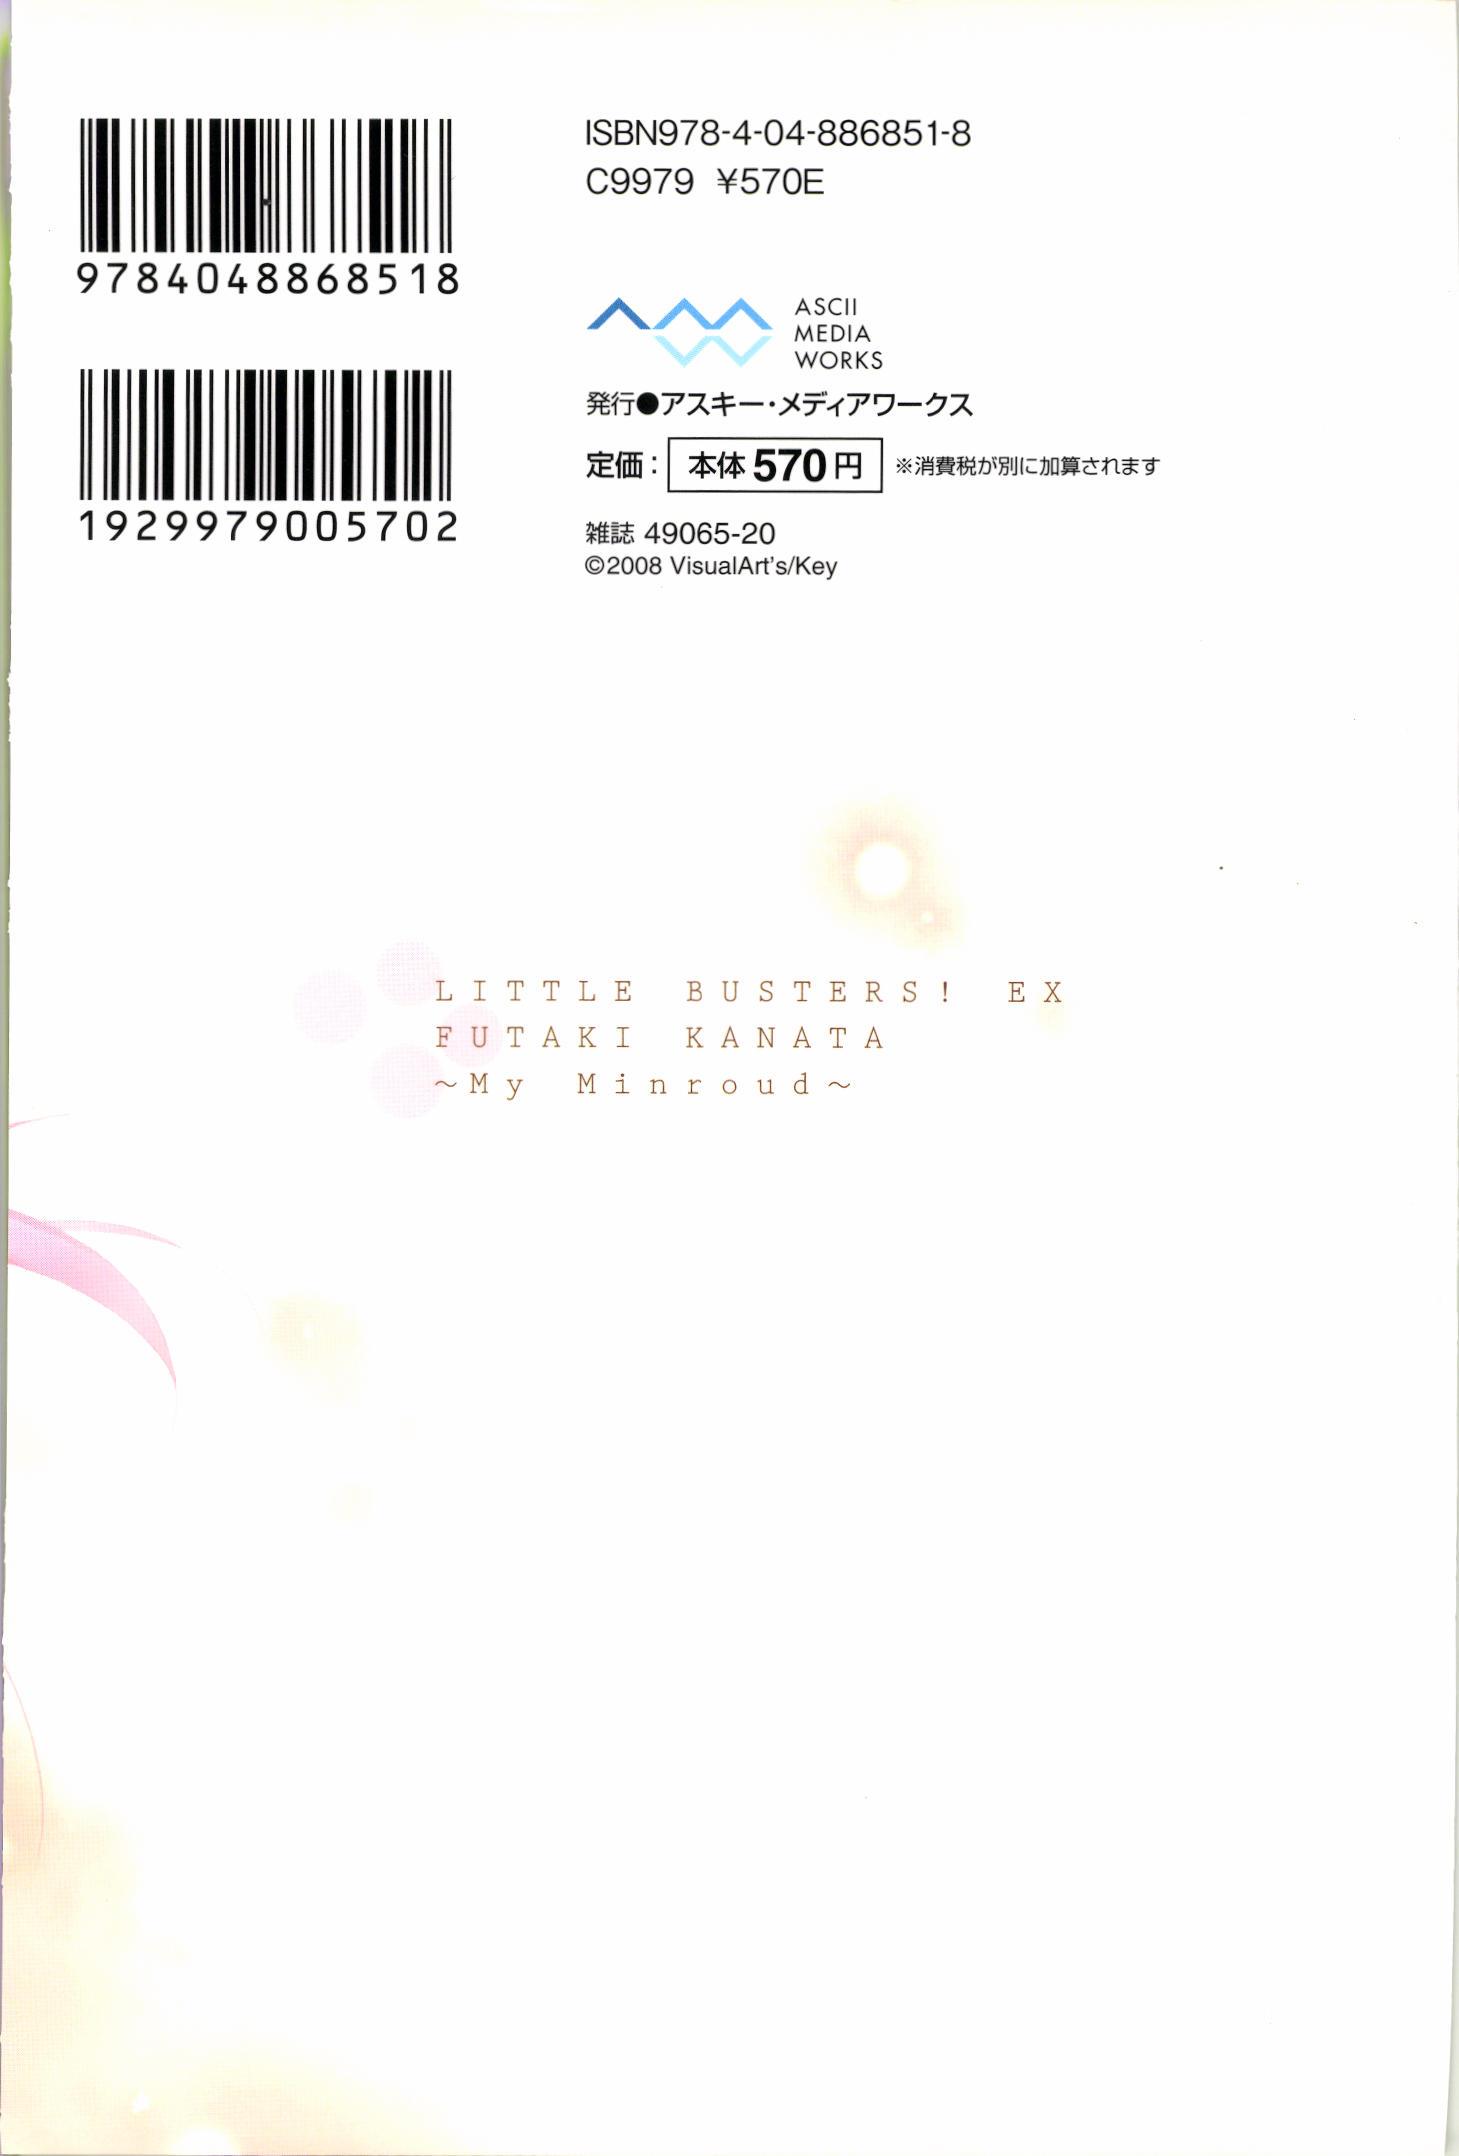 9784048868518
1929979005702
ISBN978-4-04-886851-8
C9979 ¥570E
ASCII
MEDIA
WORKS
発行●アスキー・メディアワークス
定価：本体570円 ※消費税が別に加算されます
雑誌 49065-20
©2008 VisualArt's/Key
LITTLE BUSTERS! EX
FUTAKI KANATA
～My Minroud～